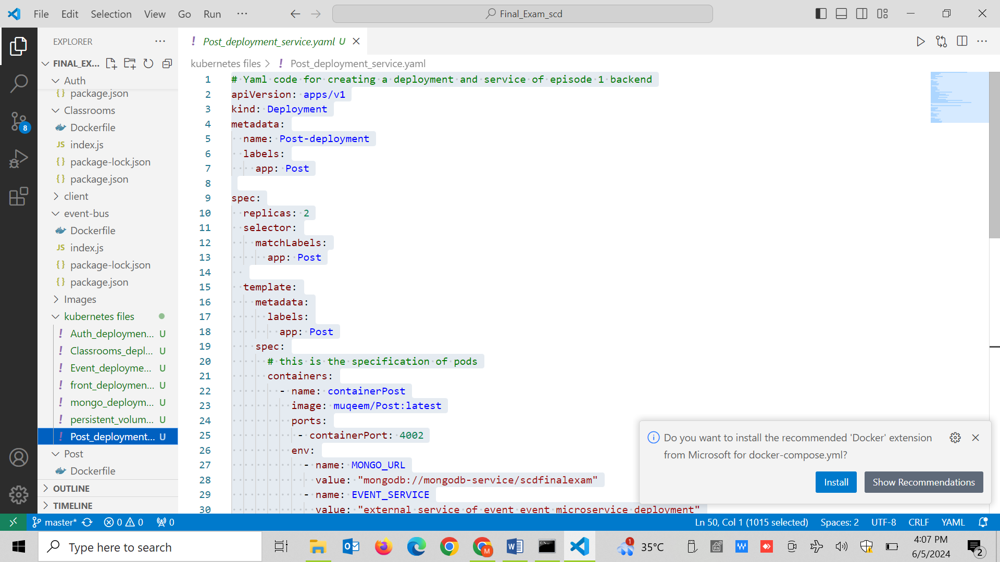 File Edit Selection View Go Run ··· Final_Exam_scd
EXPLORER ···
FINAL_EX...
Auth
{} package.json
Classrooms
Dockerfile
JS index.js
{} package-lock.json
{} package.json
client
event-bus
Dockerfile
JS index.js
{} package-lock.json
{} package.json
Images
kubernetes files
! Auth_deploymen... U
! Classrooms_depl... U
! Event_deployme... U
! front_deploymen... U
! mongo_deploym... U
! persistent_volum... U
! Post_deployment... U
Post
Dockerfile
OUTLINE
TIMELINE
! Post_deployment_service.yaml U
kubernetes files > ! Post_deployment_service.yaml
1 # Yaml code for creating a deployment and service of episode 1 backend
2 apiVersion: apps/v1
3 kind: Deployment
4 metadata:
5 name: Post-deployment
6 labels:
7 app: Post
8
9 spec:
10 replicas: 2
11 selector:
12 matchLabels:
13 app: Post
14
15 template:
16 metadata:
17 labels:
18 app: Post
19 spec:
20 # this is the specification of pods
21 containers:
22 - name: containerPost
23 image: muqeem/Post:latest
24 ports:
25 - containerPort: 4002
26 env:
27 - name: MONGO_URL
28 value: "mongodb://mongodb-service/scdfinalexam"
29 - name: EVENT_SERVICE
30 value: "external service of event event microservice deployment"
Do you want to install the recommended 'Docker' extension
from Microsoft for docker-compose.yml?
Install Show Recommendations
8
master* 0 0 0 Ln 50, Col 1 (1015 selected) Spaces: 2 UTF-8 CRLF YAML
Type here to search
M
1 35°C
Fn
4:07 PM
6/5/2024
2